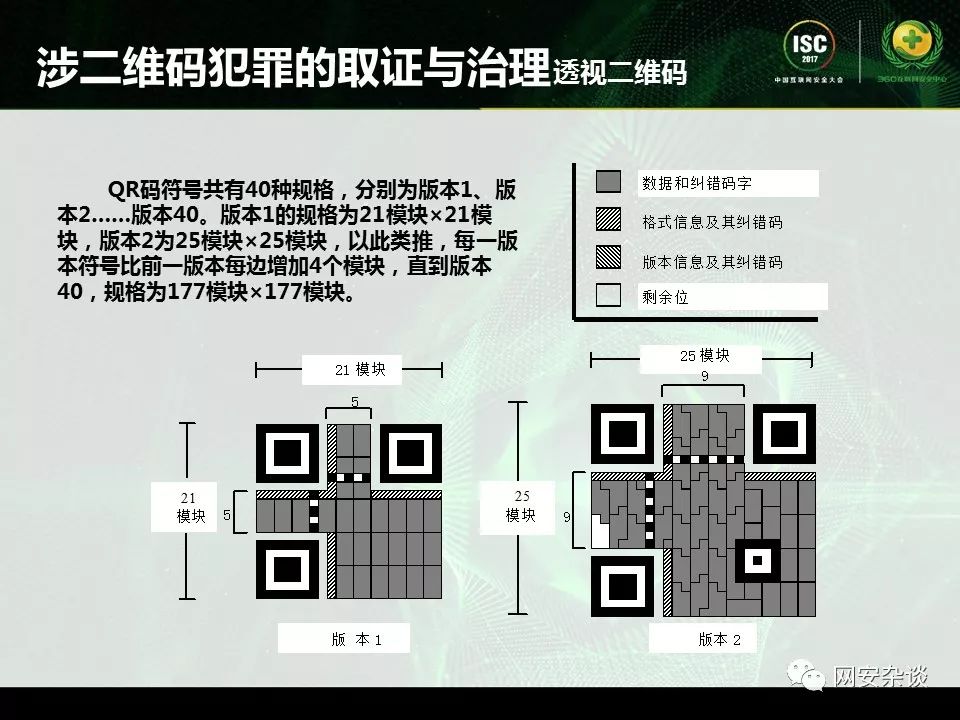 涉二维码犯罪的取证与治理透视二维码
ISC
2017
中国互联网安全大会
360互联网安全中心
QR码符号共有40种规格，分别为版本1、版
本2......版本40。版本1的规格为21模块×21模
块，版本2为25模块×25模块，以此类推，每一版
本符号比前一版本每边增加4个模块，直到版本
40，规格为177模块×177模块。
数据和纠错码字
格式信息及其纠错码
版本信息及其纠错码
剩余位
21 模块
5
21
模块
5
版 本 1
25 模块
9
25
模块
9
版本 2
网安杂谈